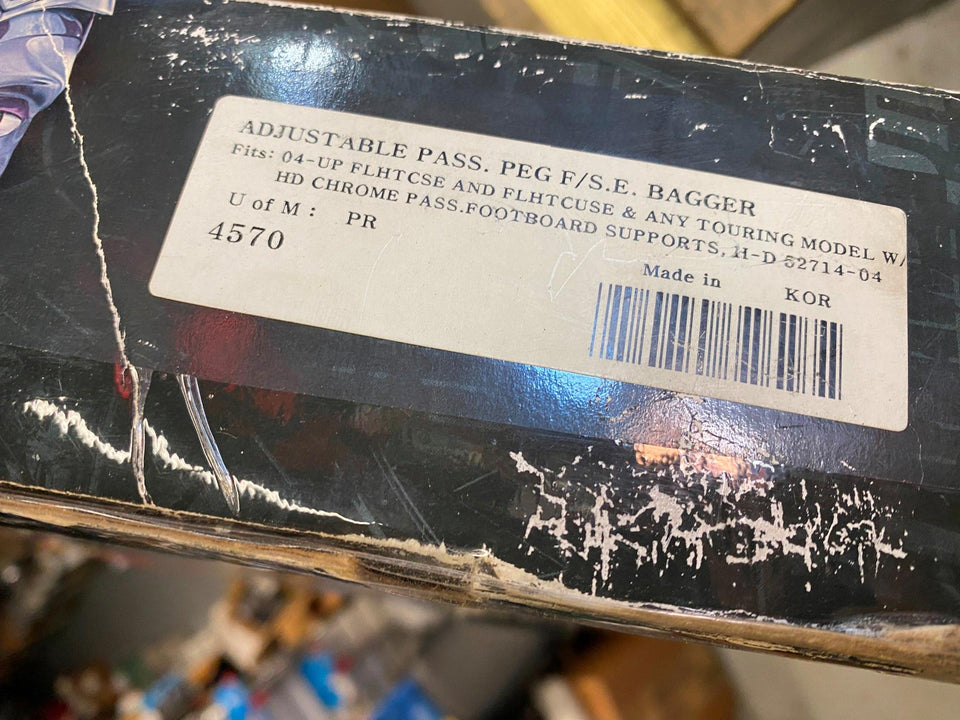 ADJUSTABLE PASS. PEG F/S.E. BAGGER
Fits: 04-UP FLHTCSE AND FLHTCUSE & ANY TOURING MODEL W/
HD CHROME PASS.FOOTBOARD SUPPORTS, H-D 52714-04
U of M : PR
4570
Made in KOR